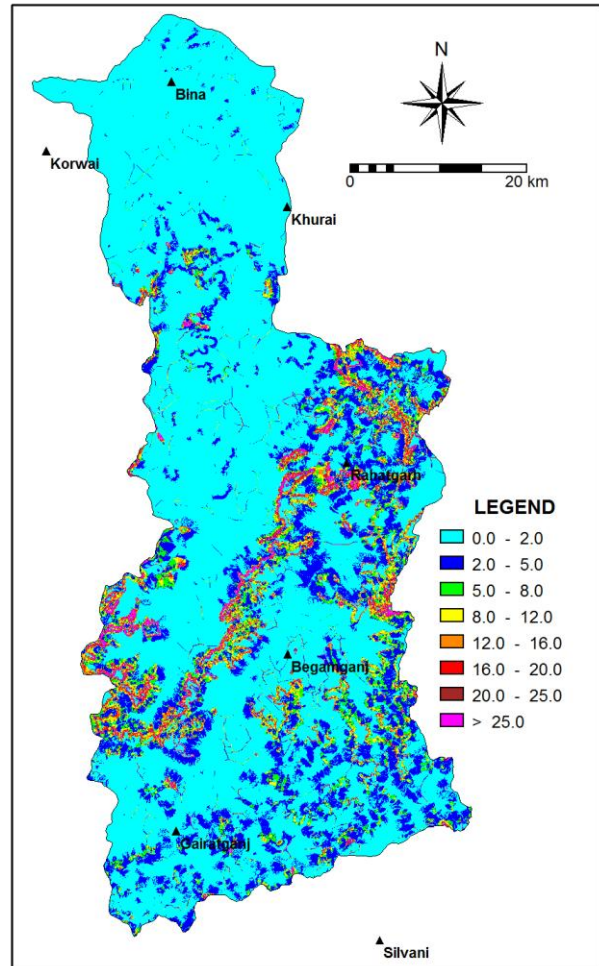 N
Bina
Korwai
0 20 km
Khurai
Rahatgarh
LEGEND
0.0 - 2.0
2.0 - 5.0
5.0 - 8.0
8.0 - 12.0
12.0 - 16.0
16.0 - 20.0
20.0 - 25.0
> 25.0
Begamganj
Gairatganj
Silvani